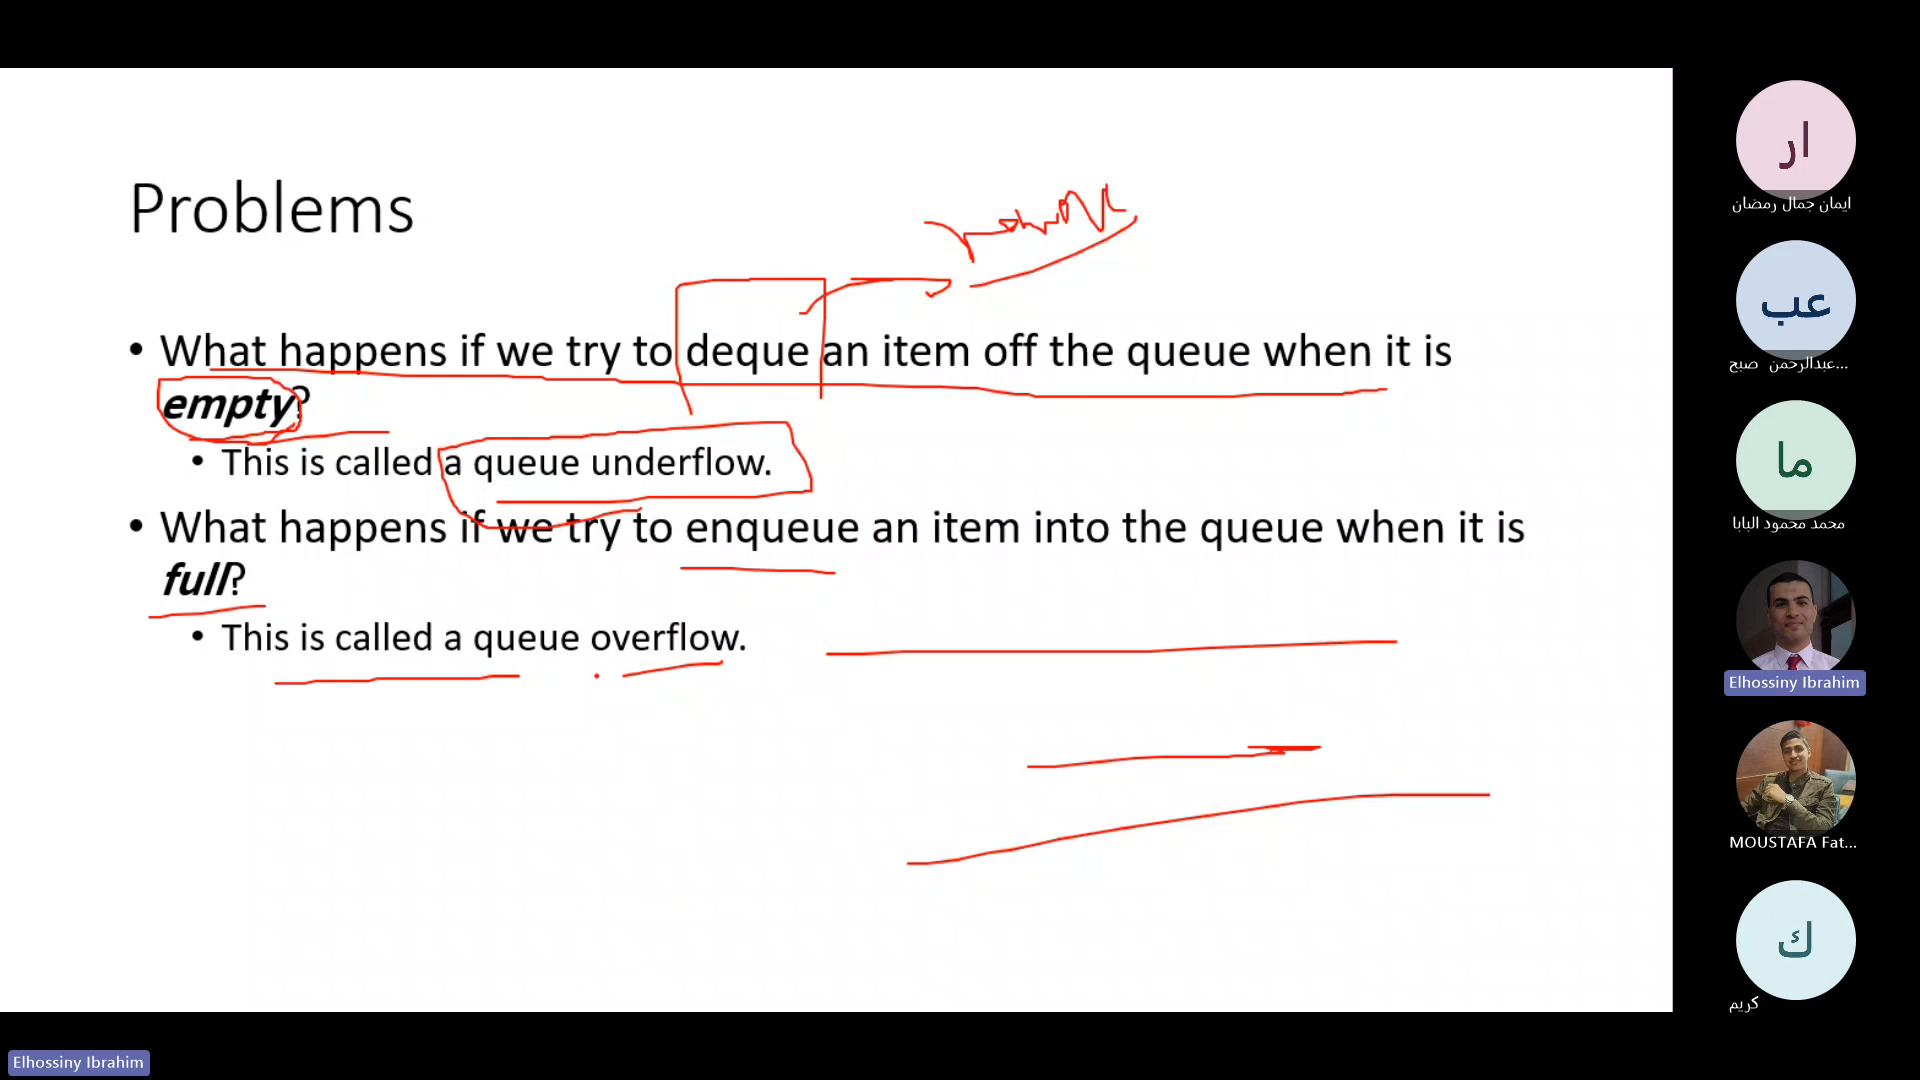 Problems
remove
• What happens if we try to deque an item off the queue when it is
empty?
• This is called a queue underflow.
• What happens if we try to enqueue an item into the queue when it is
full?
• This is called a queue overflow.
ار
ايمان جمال رمضان
عب
عبدالرحمن صبح...
ما
محمد محمود البابا
Elhossiny Ibrahim
MOUSTAFA Fat...
ك
كريم
Elhossiny Ibrahim